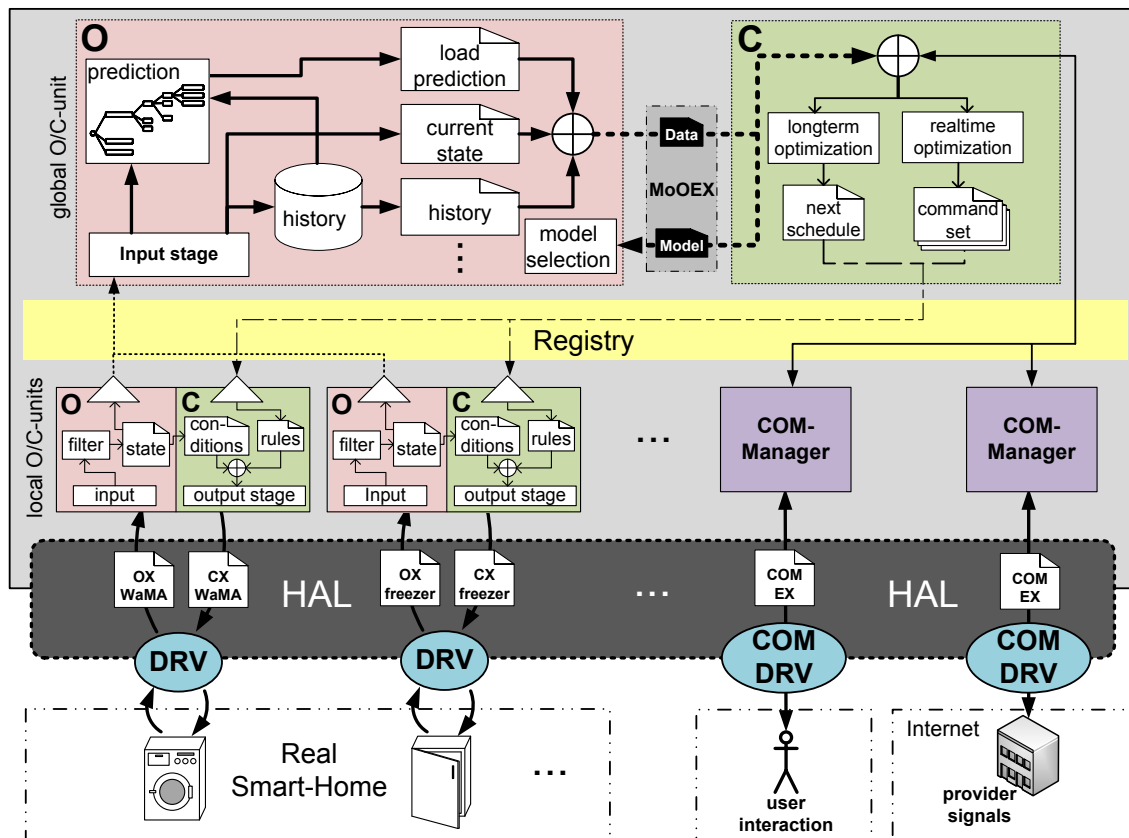 O
C
prediction
load
prediction
current
state
history
history
Input stage
model
selection
global O/C-unit
Data
MoOEX
Model
longterm
optimization
realtime
optimization
next
schedule
command
set
Registry
local O/C-units
O
C
filter
state
input
con-
ditions
rules
output stage
O
C
filter
state
Input
con-
ditions
rules
output stage
...
COM-
Manager
COM-
Manager
OX
WaMA
CX
WaMA
HAL
OX
freezer
CX
freezer
...
COM
EX
HAL
COM
EX
DRV
DRV
COM
DRV
COM
DRV
Real
Smart-Home
...
user
interaction
Internet
provider
signals